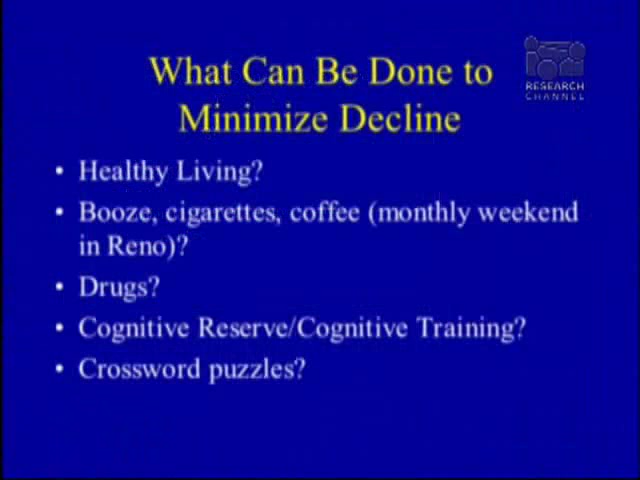 What Can Be Done to
Minimize Decline
RESEARCH
CHANNEL
• Healthy Living?
• Booze, cigarettes, coffee (monthly weekend
in Reno)?
• Drugs?
• Cognitive Reserve/Cognitive Training?
• Crossword puzzles?